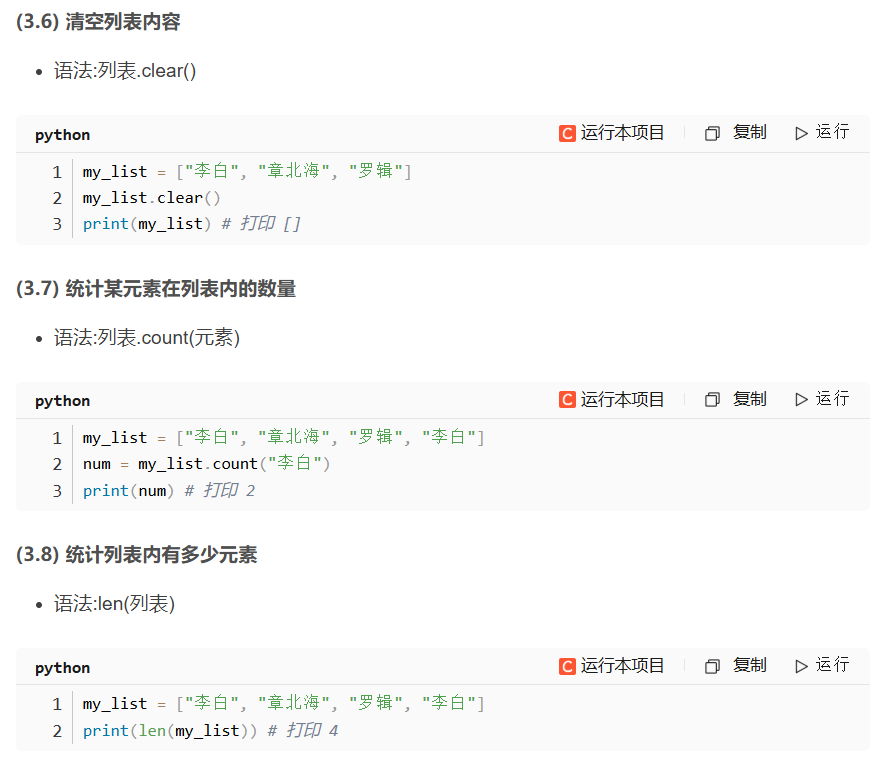 (3.6) 清空列表内容
• 语法:列表.clear()
python
C 运行本项目 复制 运行
1 my_list = ["李白", "章北海", "罗辑"]
2 my_list.clear()
3 print(my_list) # 打印 []
(3.7) 统计某元素在列表内的数量
• 语法:列表.count(元素)
python
C 运行本项目 复制 运行
1 my_list = ["李白", "章北海", "罗辑", "李白"]
2 num = my_list.count("李白")
3 print(num) # 打印 2
(3.8) 统计列表内有多少元素
• 语法:len(列表)
python
C 运行本项目 复制 运行
1 my_list = ["李白", "章北海", "罗辑", "李白"]
2 print(len(my_list)) # 打印 4